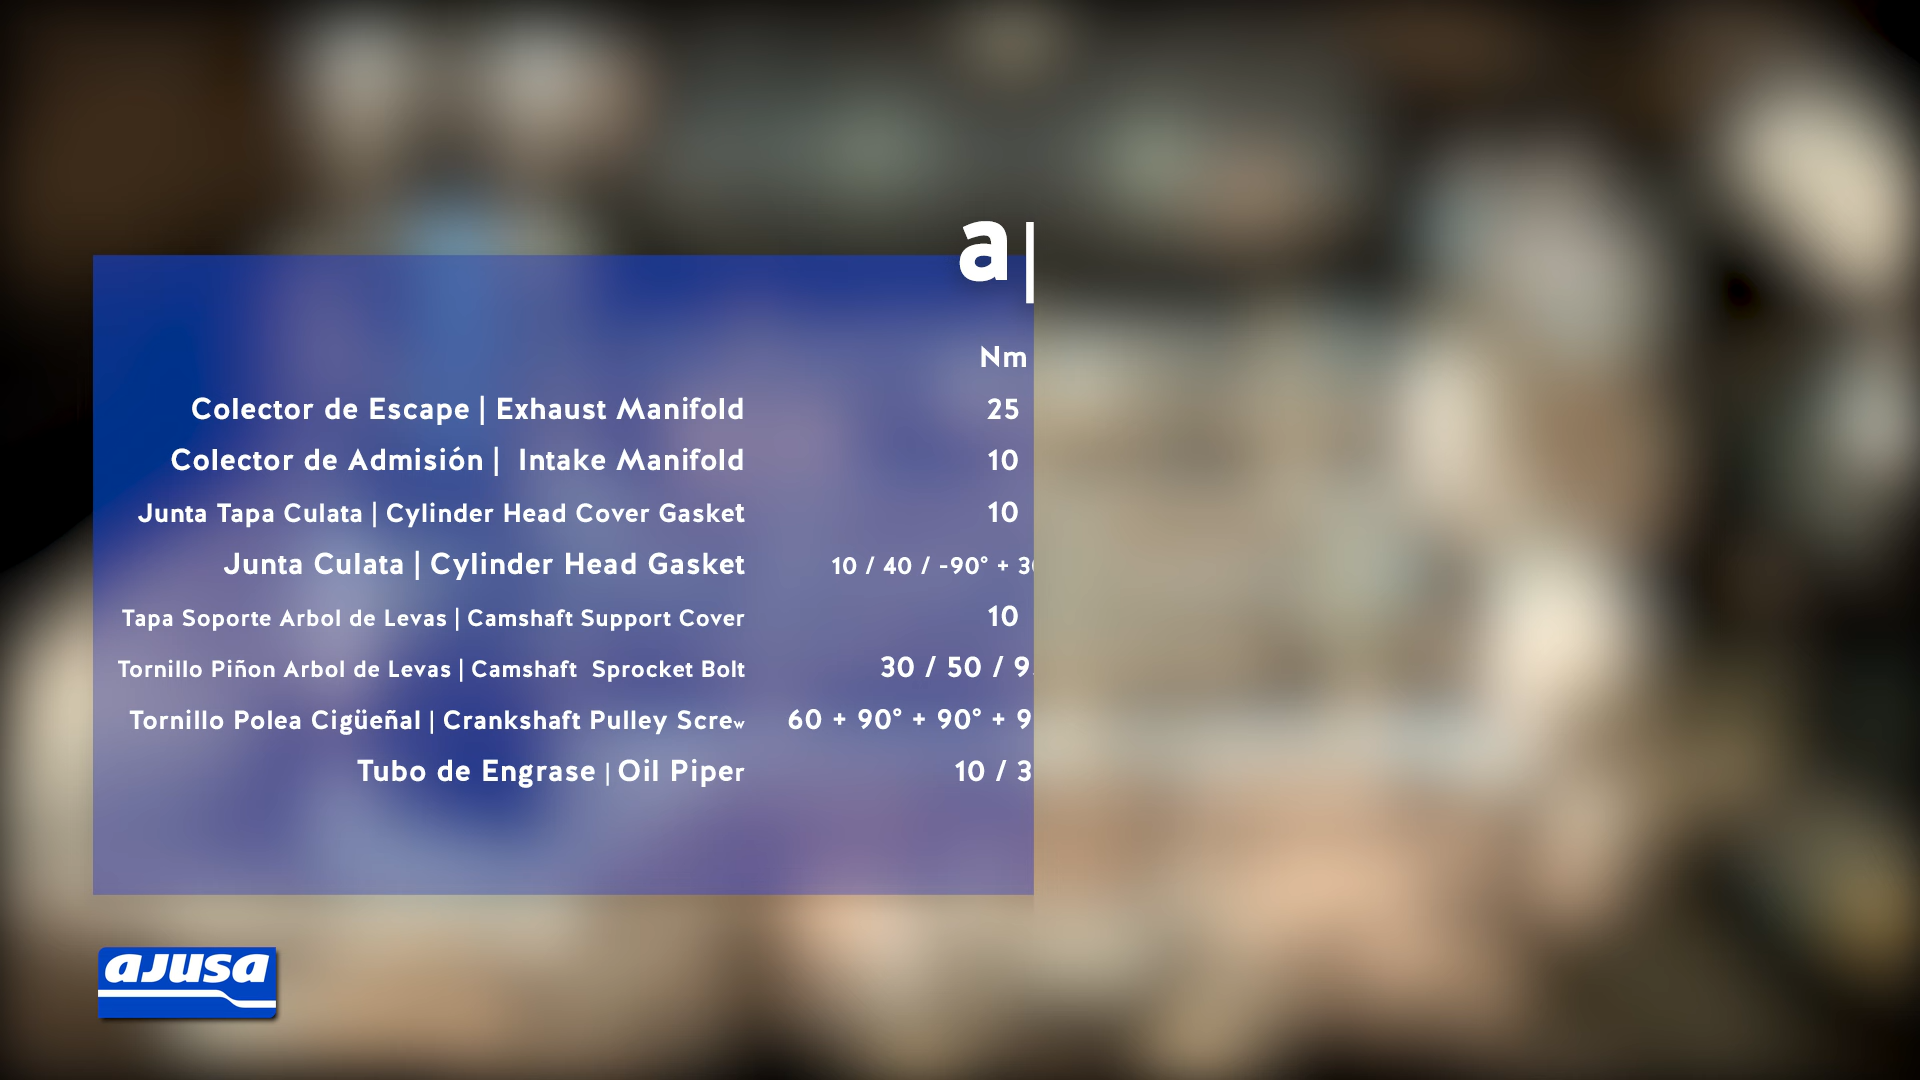 a|
Nm
Colector de Escape | Exhaust Manifold 25
Colector de Admisión | Intake Manifold 10
Junta Tapa Culata | Cylinder Head Cover Gasket 10
Junta Culata | Cylinder Head Gasket 10 / 40 / -90° + 3
Tapa Soporte Arbol de Levas | Camshaft Support Cover 10
Tornillo Piñon Arbol de Levas | Camshaft Sprocket Bolt 30 / 50 / 9
Tornillo Polea Cigüeñal | Crankshaft Pulley Screw 60 + 90° + 90° + 9
Tubo de Engrase | Oil Piper 10 / 3
ajusa